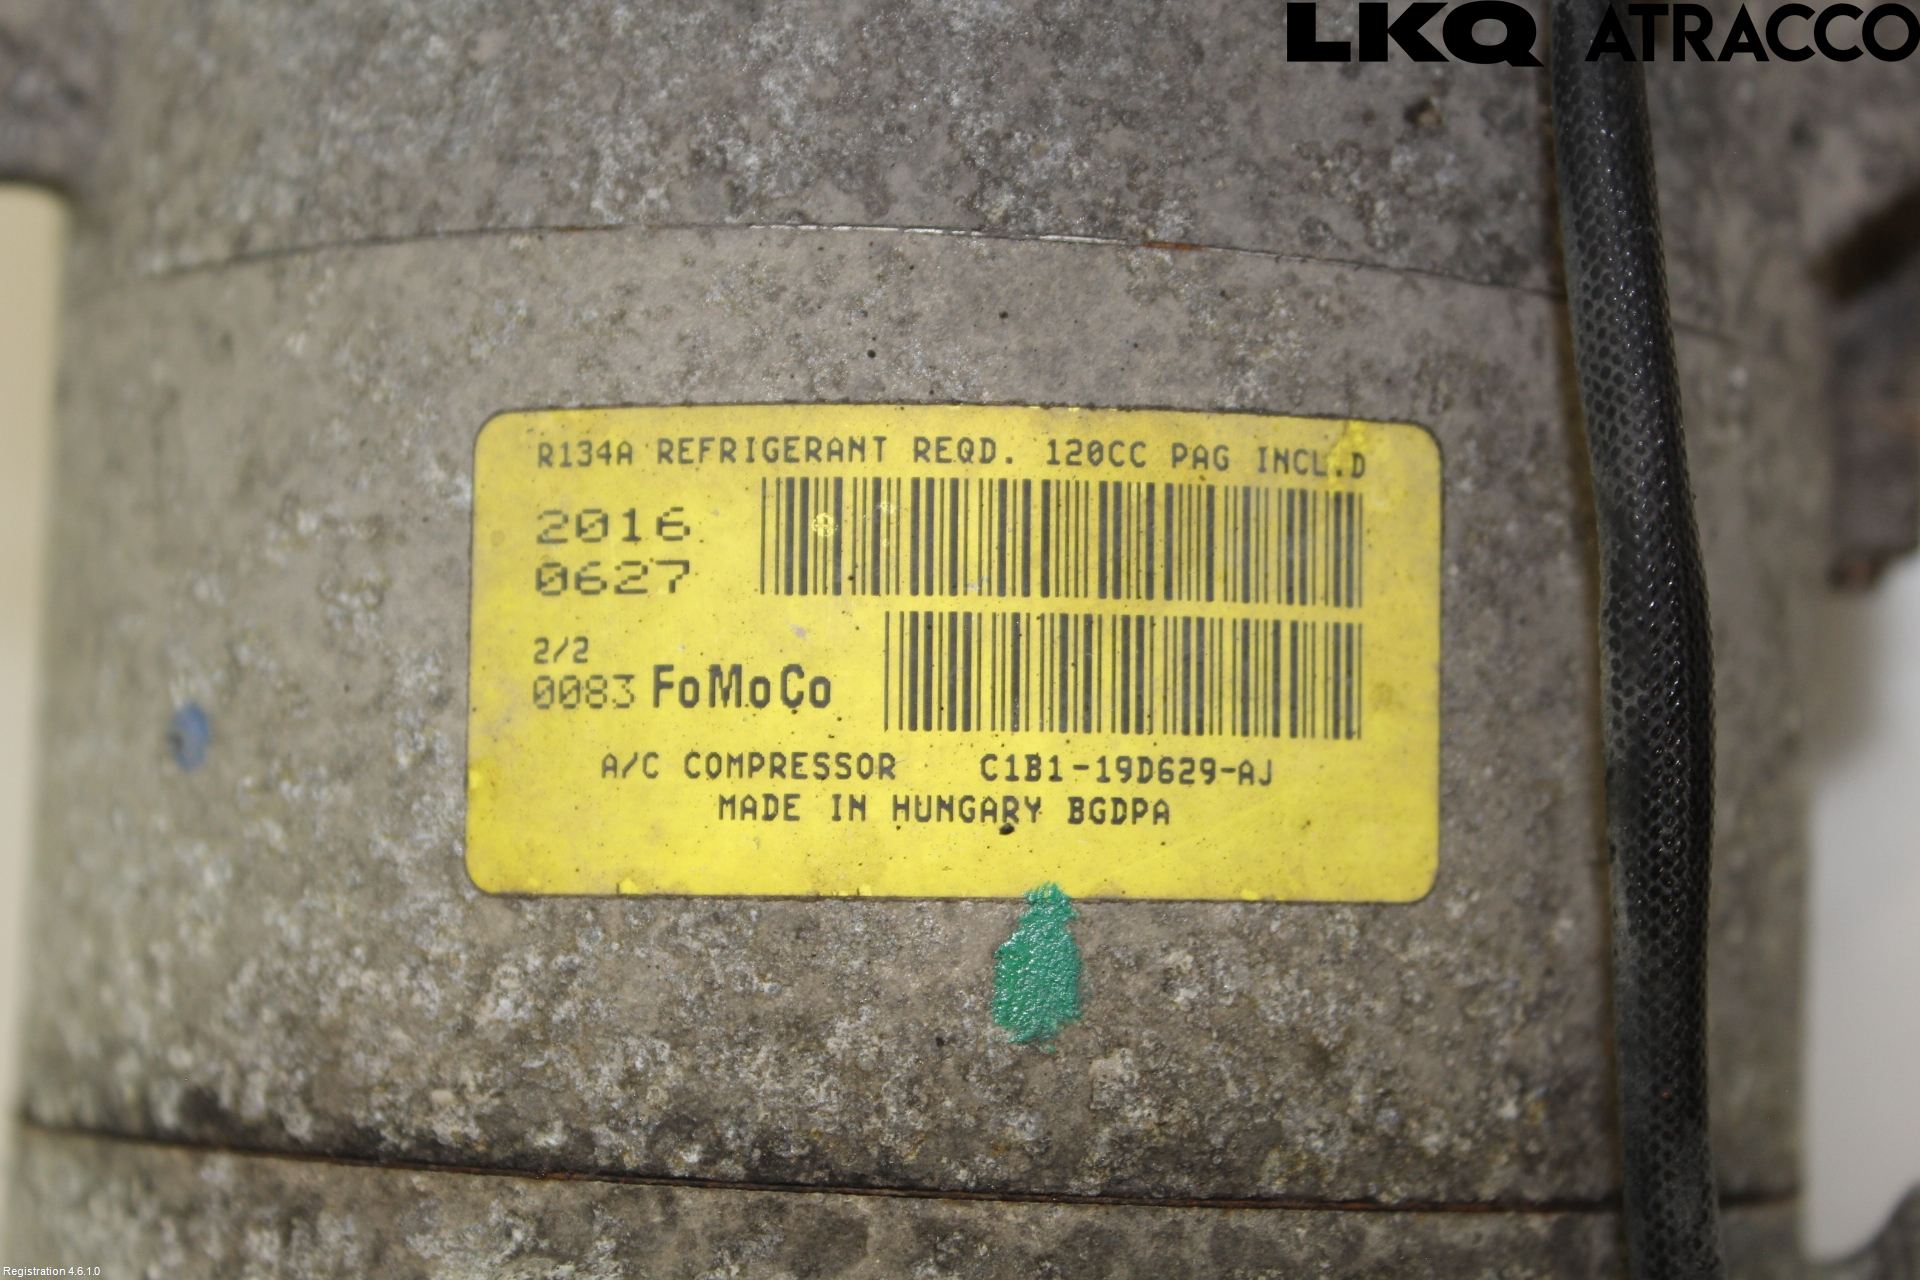 LKQ ATRACCO
R134A REFRIGERANT REQD. 120CC PAG INCL.D
2016
0627
2/2
0083 FoMoCo
A/C COMPRESSOR C1B1-19D629-AJ
MADE IN HUNGARY BGDPA
Registration 4.6.1.0